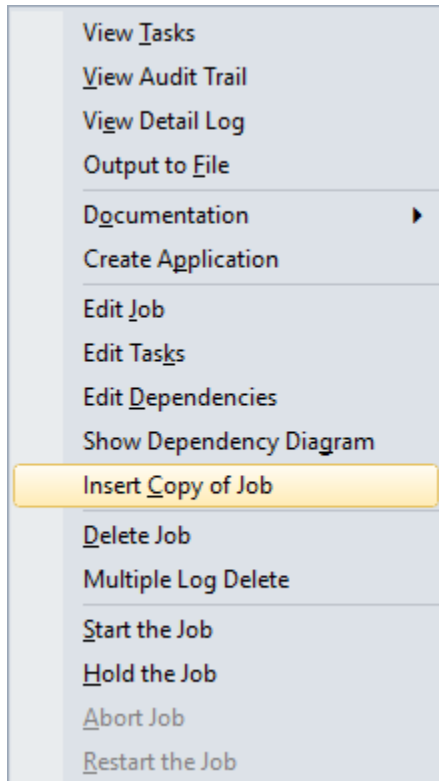 View Tasks
View Audit Trail
View Detail Log
Output to File
Documentation
Create Application
Edit Job
Edit Tasks
Edit Dependencies
Show Dependency Diagram
Insert Copy of Job
Delete Job
Multiple Log Delete
Start the Job
Hold the Job
Abort Job
Restart the Job